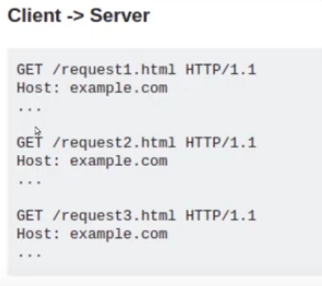 Client -> Server
GET /request1.html HTTP/1.1
Host: example.com
...
GET /request2.html HTTP/1.1
Host: example.com
...
GET /request3.html HTTP/1.1
Host: example.com
...